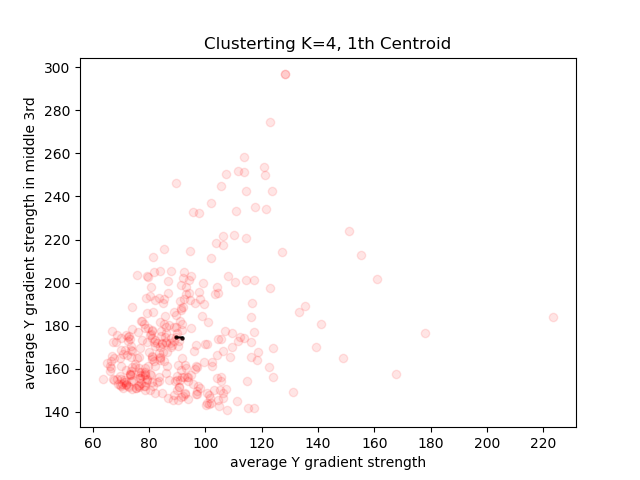 Clusterting K=4, 1th Centroid
300
280
260
240
220
200
180
160
140
average Y gradient strength in middle 3rd
60 80 100 120 140 160 180 200 220
average Y gradient strength